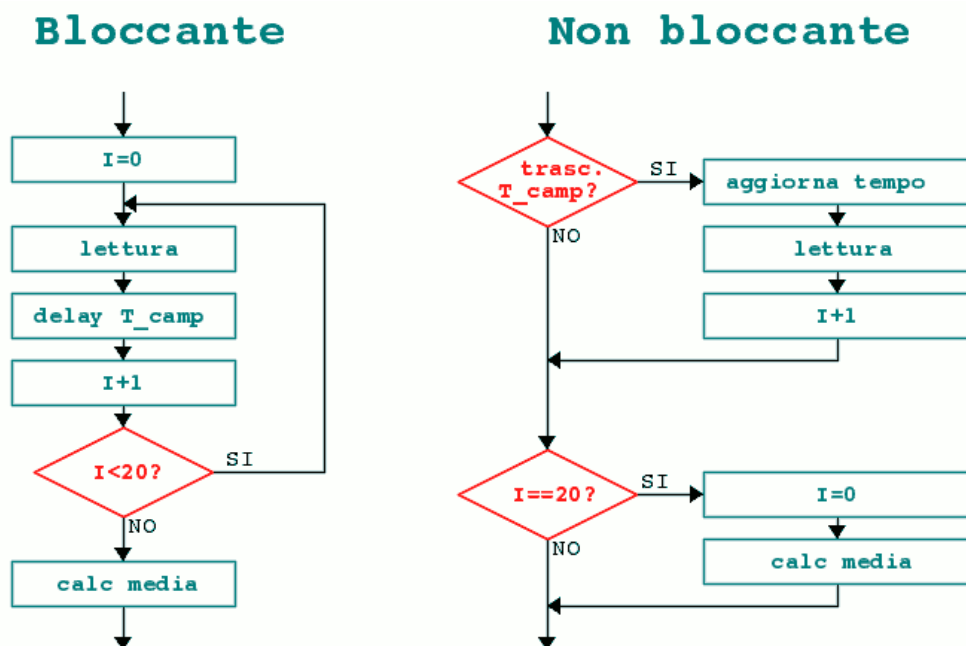 Bloccante
I=0
lettura
delay T_camp
I+1
I<20?
SI
NO
calc media
Non bloccante
trasc.
T_camp?
SI
NO
aggiorna tempo
lettura
I+1
I==20?
SI
NO
I=0
calc media